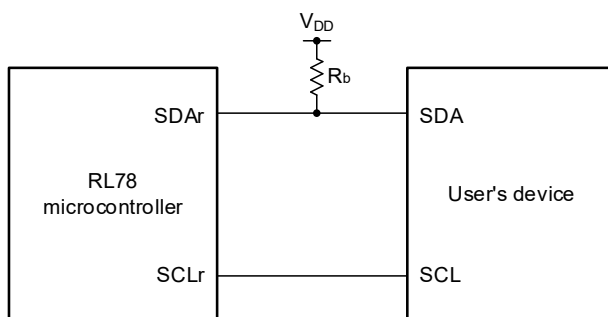 VDD
Rb
SDAr
SDA
RL78
microcontroller
User's device
SCLr
SCL